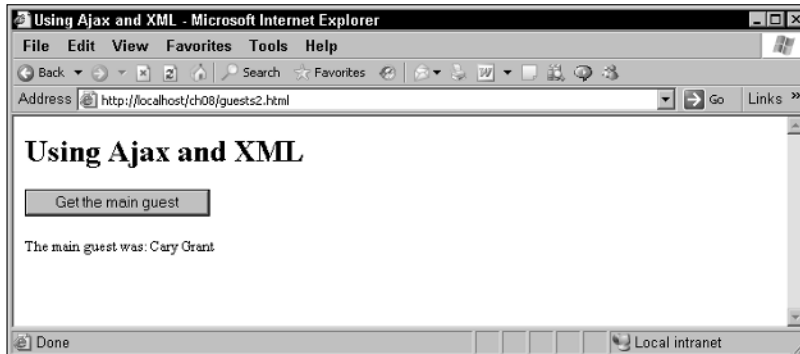 Using Ajax and XML - Microsoft Internet Explorer
File Edit View Favorites Tools Help
Back Search Favorites
Address http://localhost/ch08/guests2.html Go Links »
Using Ajax and XML
Get the main guest
The main guest was: Cary Grant
Done Local intranet